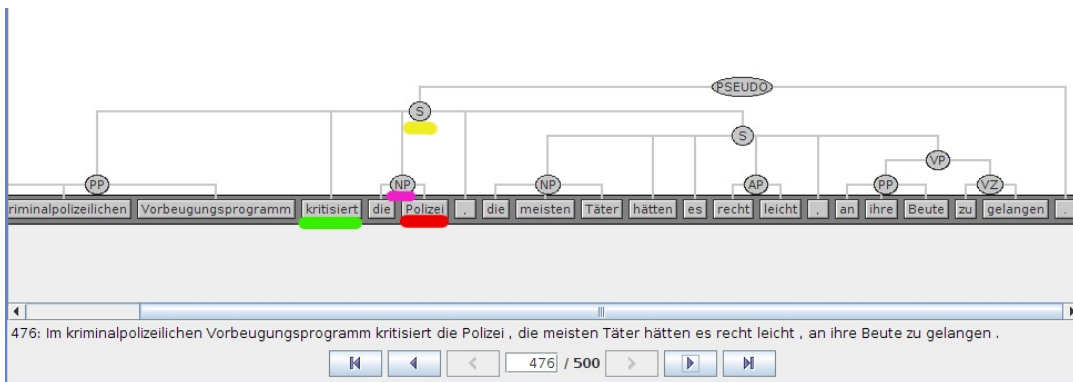 PSEUDO
S
S
VP
PP NP NP AP PP VZ
riminalpolizeilichen Vorbeugungsprogramm kritisiert die Polizei , die meisten Täter hätten es recht leicht , an ihre Beute zu gelangen .
476: Im kriminalpolizeilichen Vorbeugungsprogramm kritisiert die Polizei , die meisten Täter hätten es recht leicht , an ihre Beute zu gelangen .
476 / 500